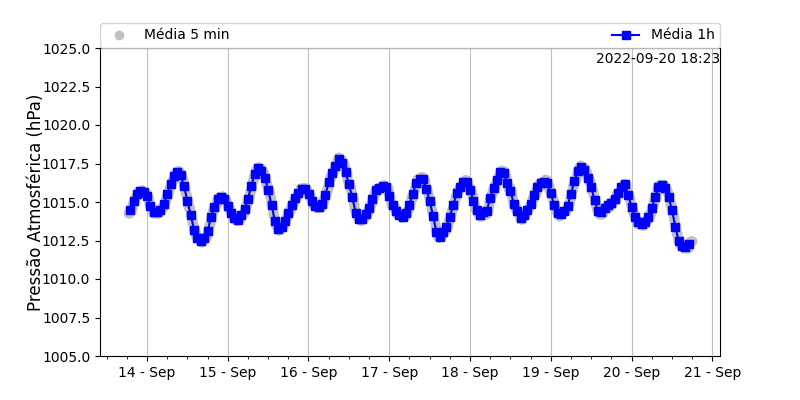 Média 5 min
Média 1h
2022-09-20 18:23
Pressão Atmosférica (hPa)
1025.0
1022.5
1020.0
1017.5
1015.0
1012.5
1010.0
1007.5
1005.0
14 - Sep
15 - Sep
16 - Sep
17 - Sep
18 - Sep
19 - Sep
20 - Sep
21 - Sep